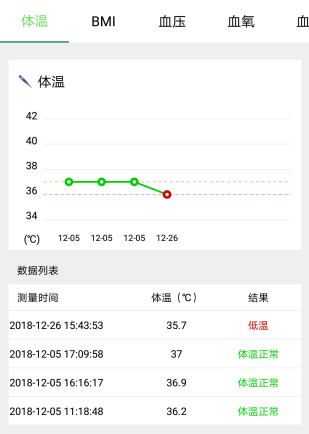 体温 BMI 血压 血氧
体温
42
40
38
36
34
(℃) 12-05 12-05 12-05 12-26
数据列表
测量时间 体温（℃） 结果
2018-12-26 15:43:53 35.7 低温
2018-12-05 17:09:58 37 体温正常
2018-12-05 16:16:17 36.9 体温正常
2018-12-05 11:18:48 36.2 体温正常